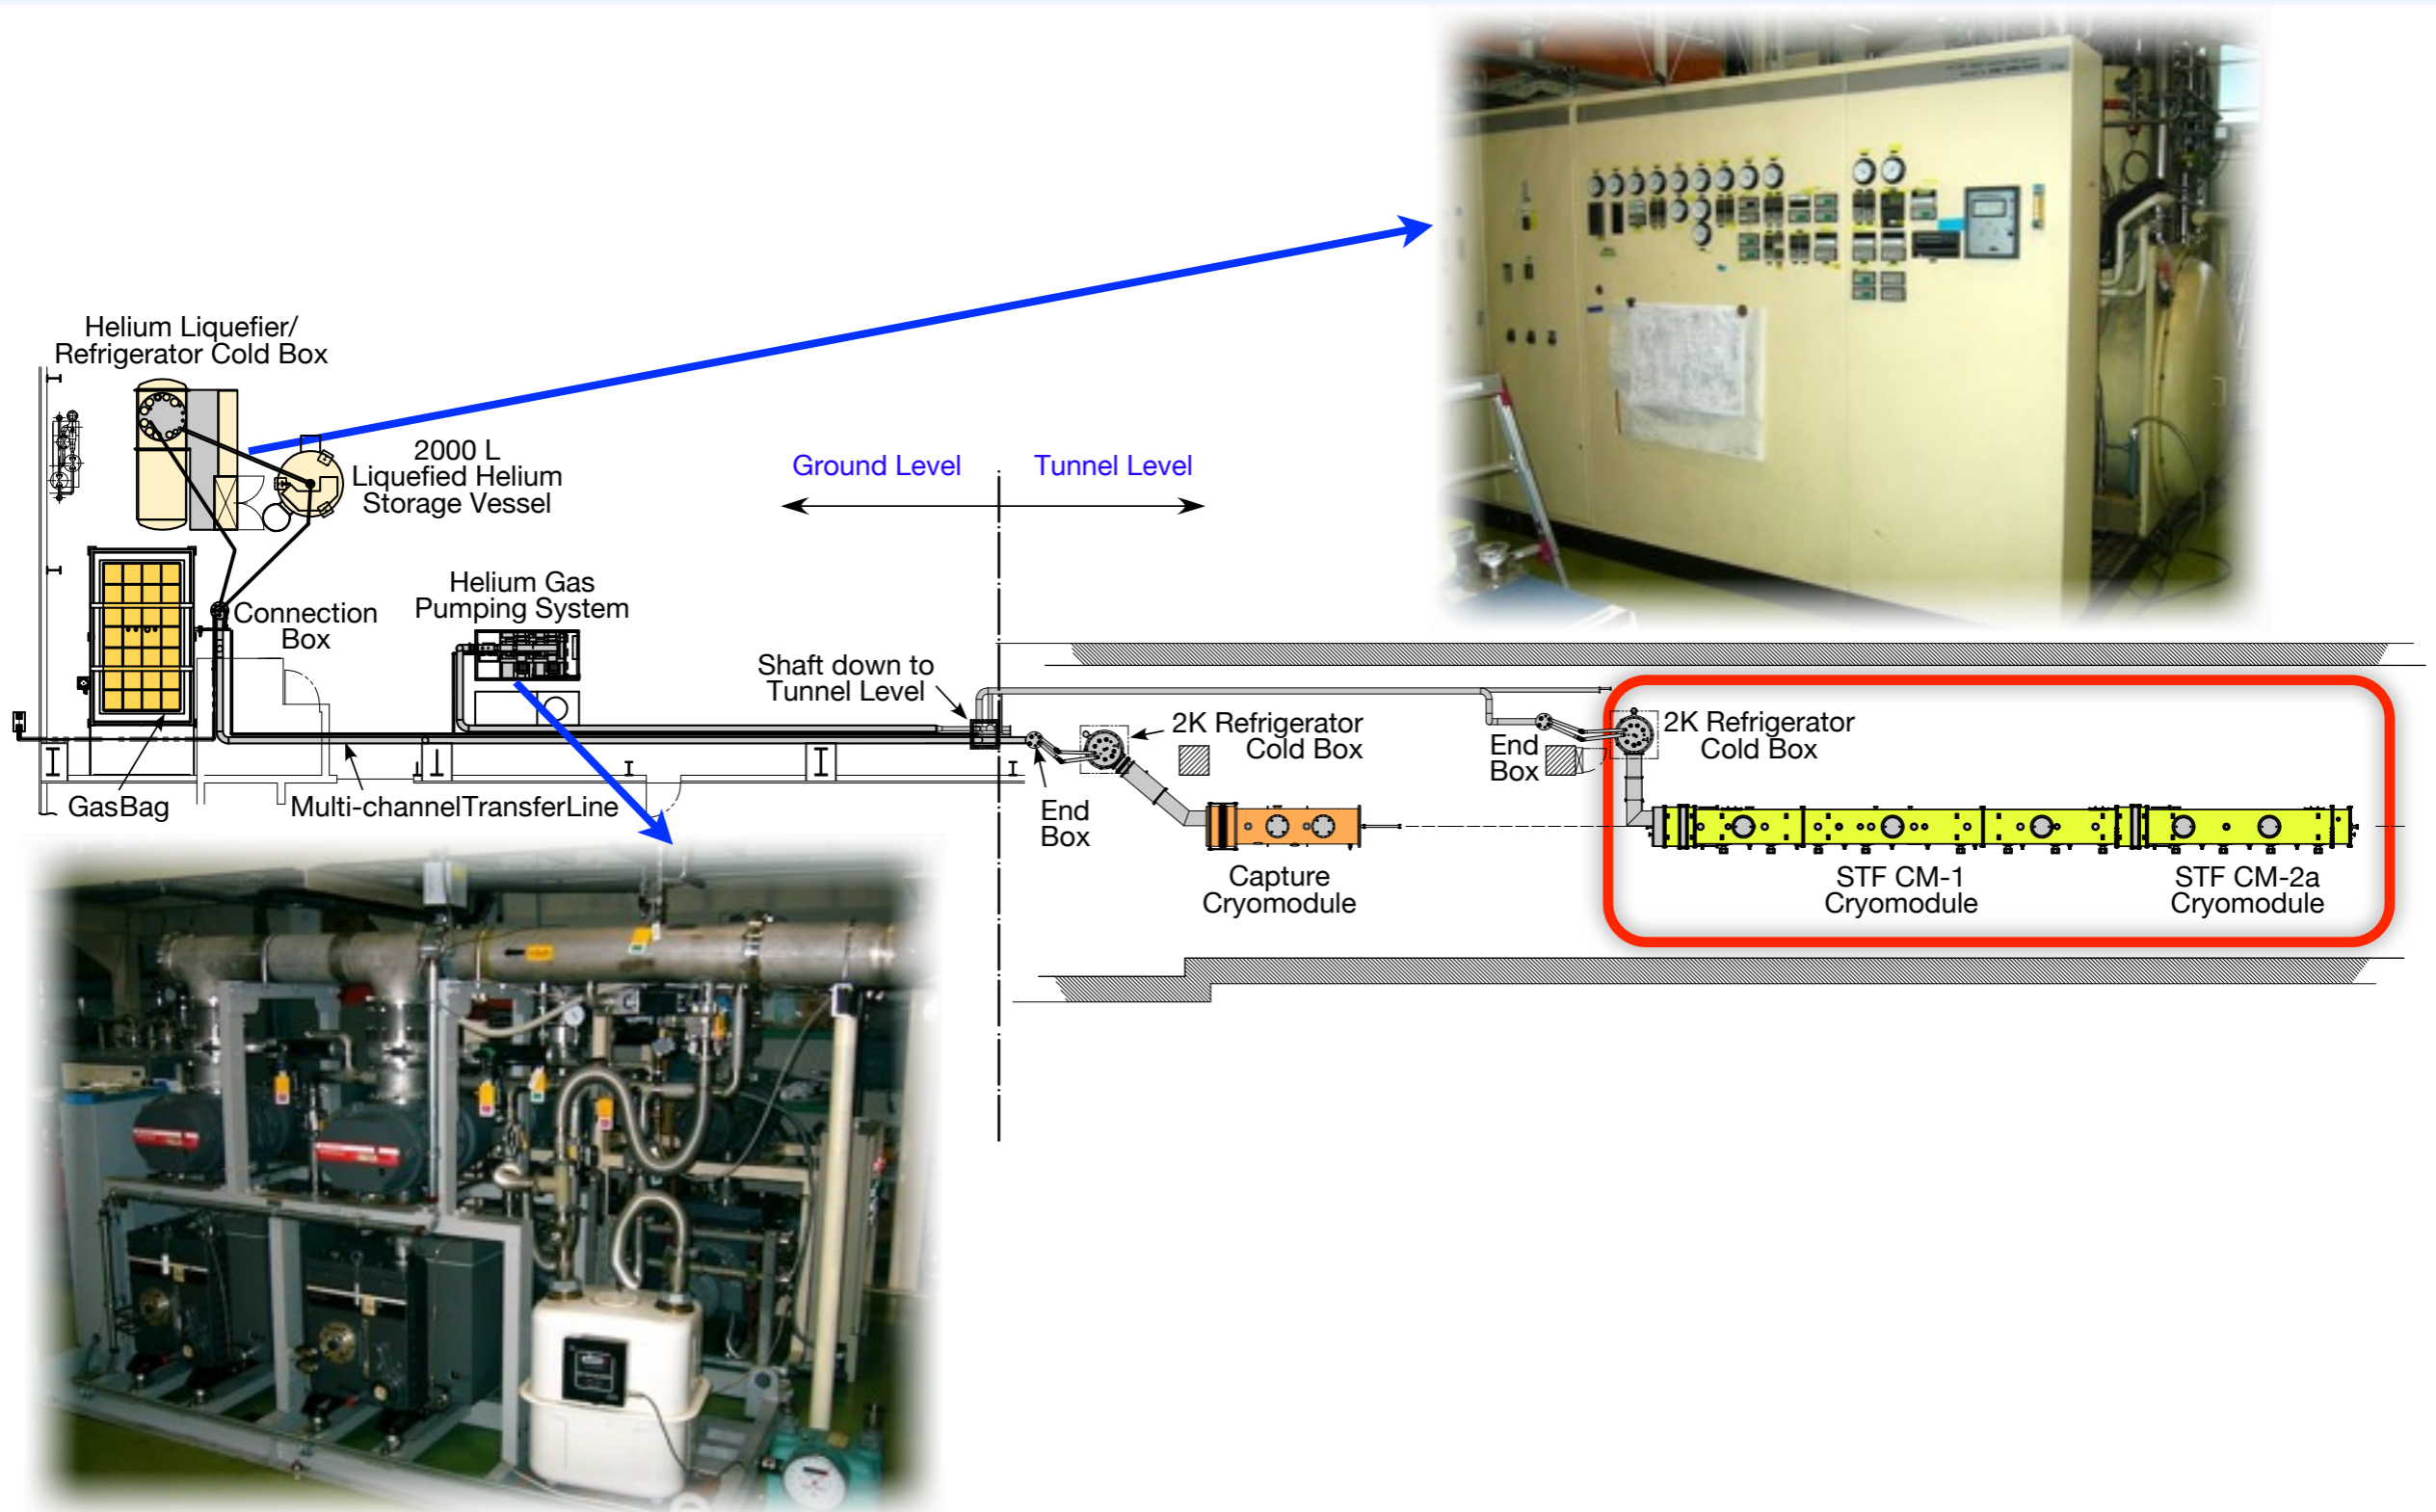 Helium Liquefier/
Refrigerator Cold Box
2000 L
Liquefied Helium
Storage Vessel
Ground Level
Tunnel Level
Helium Gas
Pumping System
Connection
Box
Shaft down to
Tunnel Level
2K Refrigerator
Cold Box
End
Box
2K Refrigerator
Cold Box
GasBag
Multi-channelTransferLine
End
Box
Capture
Cryomodule
STF CM-1
Cryomodule
STF CM-2a
Cryomodule